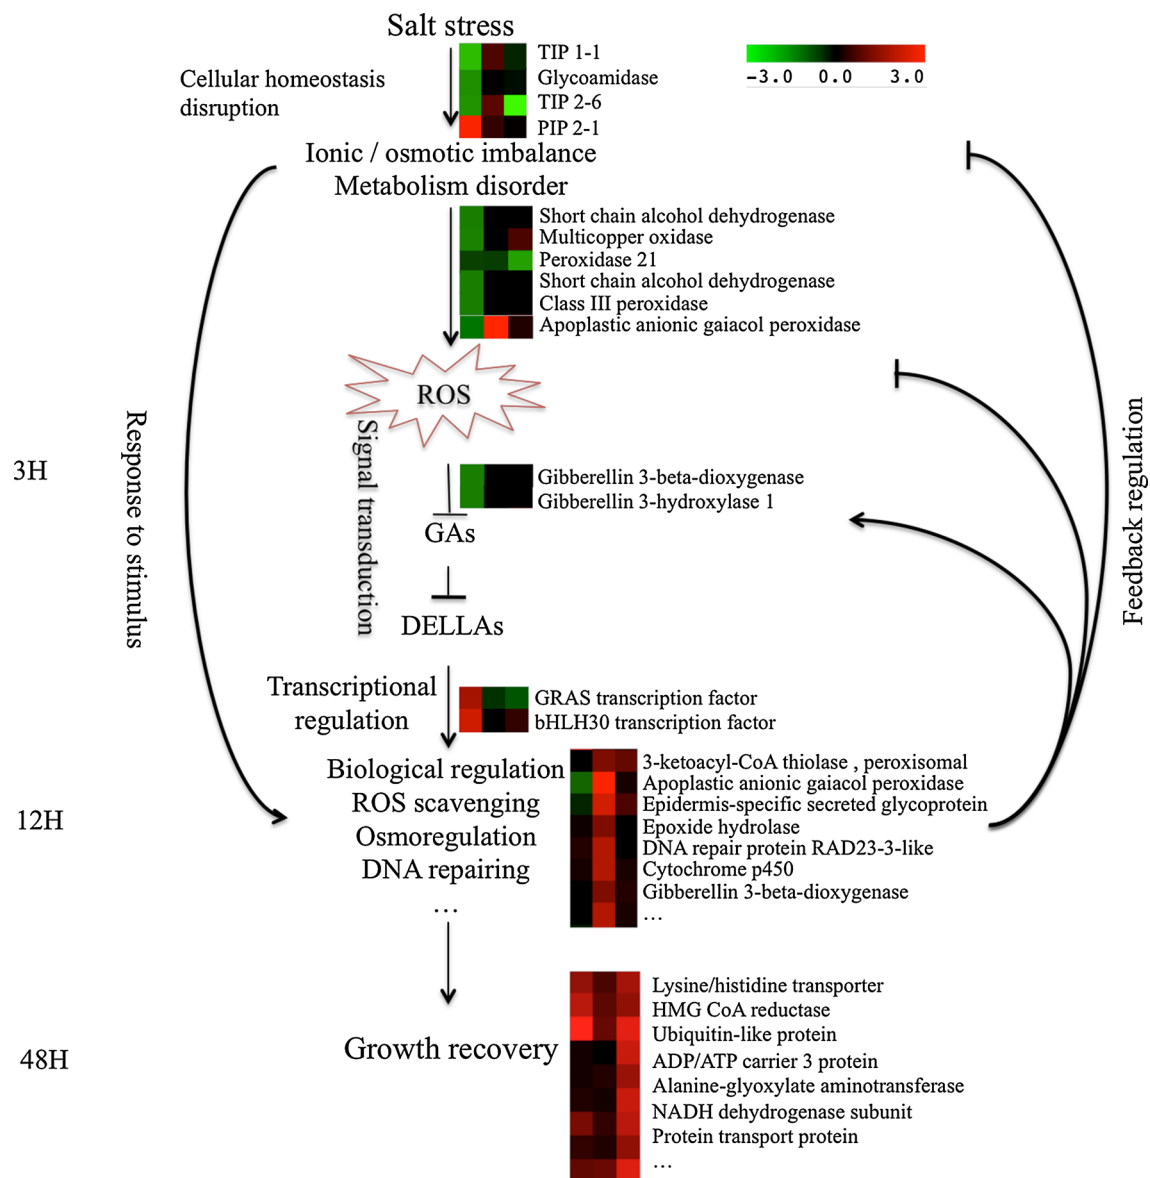 Salt stress
TIP 1-1
Glycoamidase
TIP 2-6
PIP 2-1
-3.0 0.0 3.0
Cellular homeostasis
disruption
Ionic / osmotic imbalance
Metabolism disorder
Short chain alcohol dehydrogenase
Multicopper oxidase
Peroxidase 21
Short chain alcohol dehydrogenase
Class III peroxidase
Apoplastic anionic gaiacol peroxidase
ROS
Signal transduction
Response to stimulus
Feedback regulation
3H
Gibberellin 3-beta-dioxygenase
Gibberellin 3-hydroxylase 1
GAs
DELLAs
Transcriptional
regulation
GRAS transcription factor
bHLH30 transcription factor
12H
Biological regulation
ROS scavenging
Osmoregulation
DNA repairing
…
3-ketoacyl-CoA thiolase , peroxisomal
Apoplastic anionic gaiacol peroxidase
Epidermis-specific secreted glycoprotein
Epoxide hydrolase
DNA repair protein RAD23-3-like
Cytochrome p450
Gibberellin 3-beta-dioxygenase
…
48H
Growth recovery
Lysine/histidine transporter
HMG CoA reductase
Ubiquitin-like protein
ADP/ATP carrier 3 protein
Alanine-glyoxylate aminotransferase
NADH dehydrogenase subunit
Protein transport protein
…